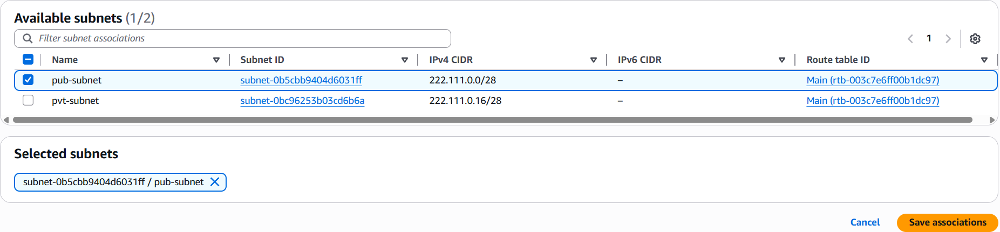 Available subnets (1/2)
Filter subnet associations
1
Name Subnet ID IPv4 CIDR IPv6 CIDR Route table ID
pub-subnet subnet-0b5cbb9404d6031ff 222.111.0.0/28 – Main (rtb-003c7e6ff00b1dc97)
pvt-subnet subnet-0bc96253b03cd6b6a 222.111.0.16/28 – Main (rtb-003c7e6ff00b1dc97)
Selected subnets
subnet-0b5cbb9404d6031ff / pub-subnet
Cancel Save associations